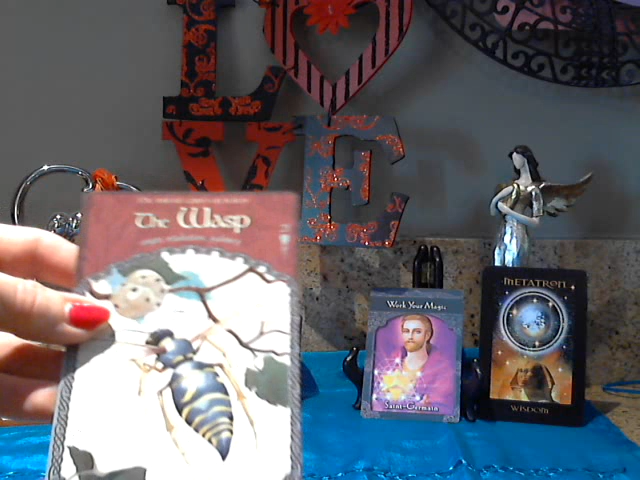 LOVE
The Wasp
Work Your Magic
Saint-Germain
METATRON
WISDOM